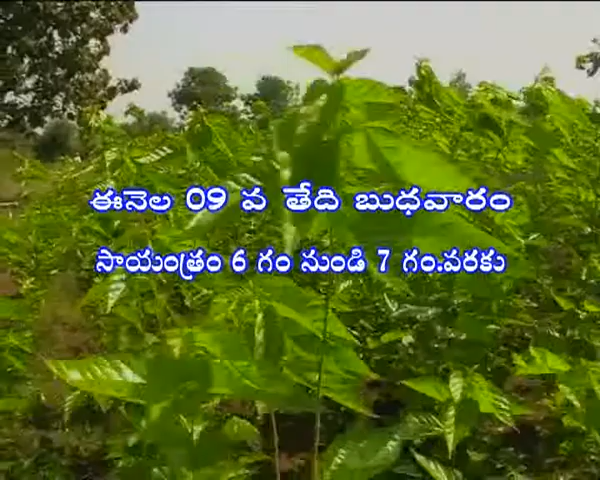 ఈనెల 09 వ తేది బుధవారం
సాయంత్రం 6 గం నుండి 7 గం.వరకు